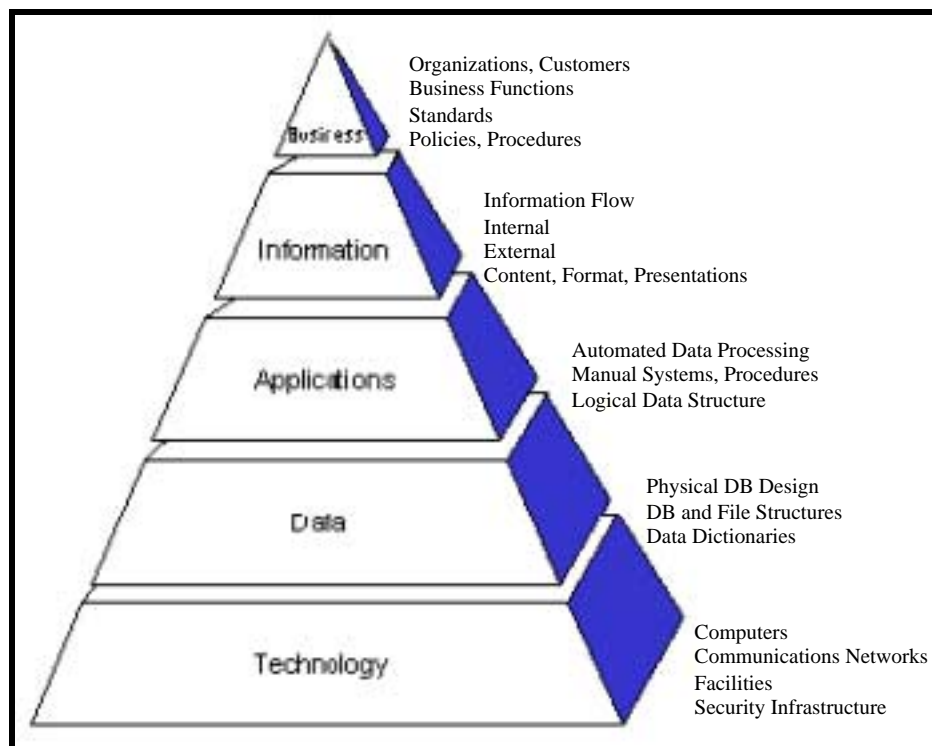 Organizations, Customers
Business Functions
Standards
Policies, Procedures
Business
Information Flow
Internal
External
Content, Format, Presentations
Information
Automated Data Processing
Manual Systems, Procedures
Logical Data Structure
Applications
Physical DB Design
DB and File Structures
Data Dictionaries
Data
Computers
Communications Networks
Facilities
Security Infrastructure
Technology